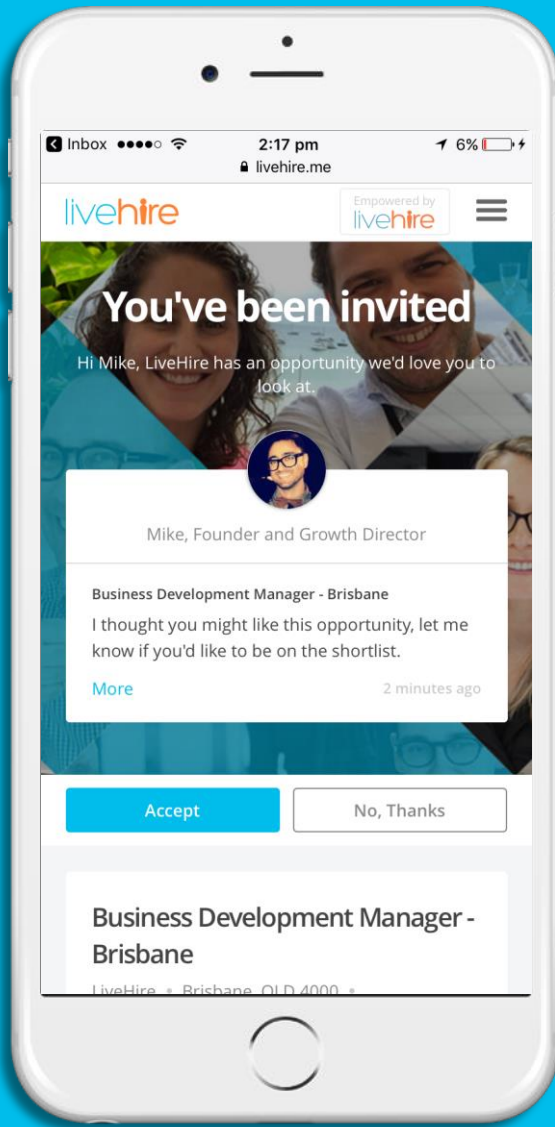 Inbox
2:17 pm
6%
livehire.me
livehire
Empowered by
livehire
You've been invited
Hi Mike, LiveHire has an opportunity we'd love you to
look at.
Mike, Founder and Growth Director
Business Development Manager - Brisbane
I thought you might like this opportunity, let me
know if you'd like to be on the shortlist.
More
2 minutes ago
Accept
No, Thanks
Business Development Manager -
Brisbane
LiveHire • Brisbane, QLD 4000 •